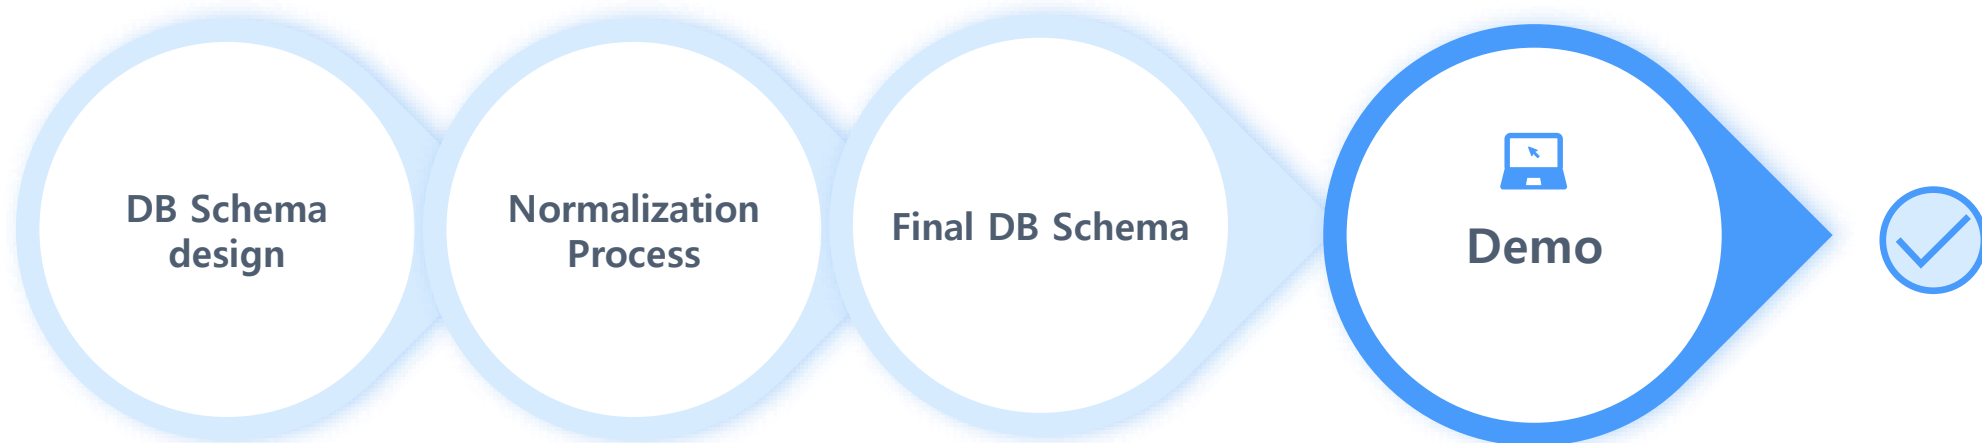 DB Schema
design
Normalization
Process
Final DB Schema
Demo